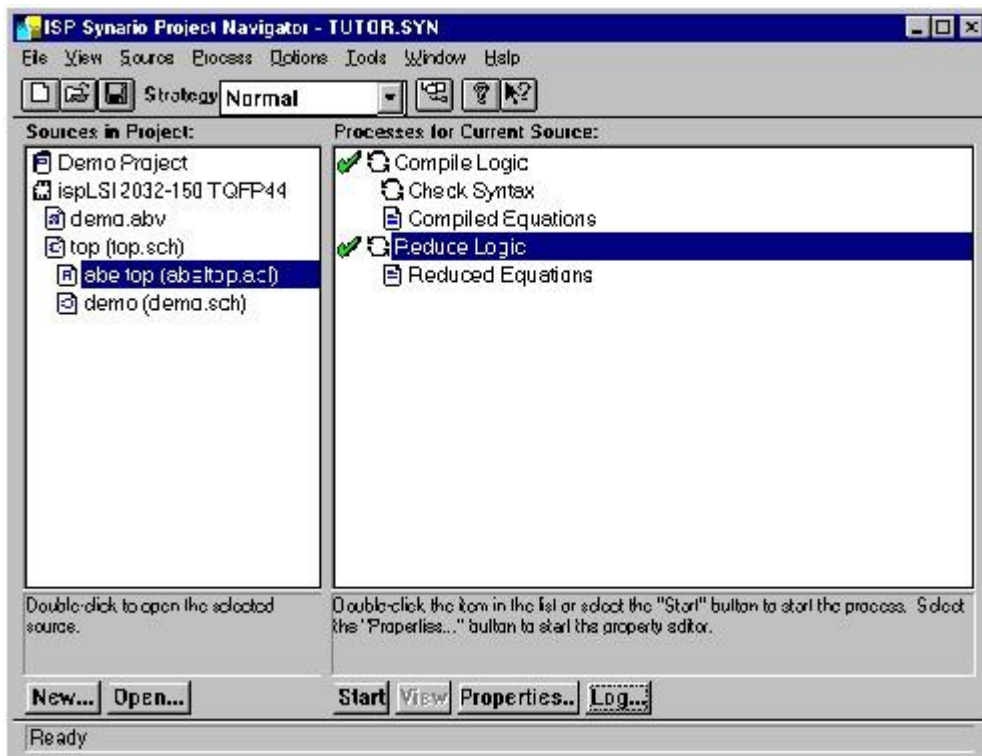 ISP Synario Project Navigator - TUTOR.SYN
File View Source Process Options Tools Window Help
Strategy Normal
Sources in Project:
Demo Project
ispLSI 2032-150 TQFP44
demo.abv
top (top.sch)
abeltop (abeltop.abl)
demo (demo.sch)
Processes for Current Source:
Compile Logic
Check Syntax
Compiled Equations
Reduce Logic
Reduced Equations
Double-click to open the selected
source.
Double-click the item in the list or select the "Start" button to start the process. Select
the "Properties..." button to start the property editor.
New... Open...
Start View Properties.. Log...
Ready